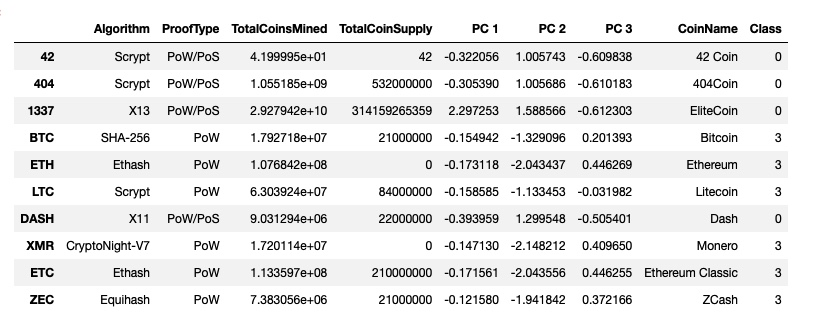 Algorithm ProofType TotalCoinsMined TotalCoinSupply PC 1 PC 2 PC 3 CoinName Class
42 Scrypt PoW/PoS 4.199995e+01 42 -0.322056 1.005743 -0.609838 42 Coin 0
404 Scrypt PoW/PoS 1.055185e+09 532000000 -0.305390 1.005686 -0.610183 404Coin 0
1337 X13 PoW/PoS 2.927942e+10 314159265359 2.297253 1.588566 -0.612303 EliteCoin 0
BTC SHA-256 PoW 1.792718e+07 21000000 -0.154942 -1.329096 0.201393 Bitcoin 3
ETH Ethash PoW 1.076842e+08 0 -0.173118 -2.043437 0.446269 Ethereum 3
LTC Scrypt PoW 6.303924e+07 84000000 -0.158585 -1.133453 -0.031982 Litecoin 3
DASH X11 PoW/PoS 9.031294e+06 22000000 -0.393959 1.299548 -0.505401 Dash 0
XMR CryptoNight-V7 PoW 1.720114e+07 0 -0.147130 -2.148212 0.409650 Monero 3
ETC Ethash PoW 1.133597e+08 210000000 -0.171561 -2.043556 0.446255 Ethereum Classic 3
ZEC Equihash PoW 7.383056e+06 21000000 -0.121580 -1.941842 0.372166 ZCash 3